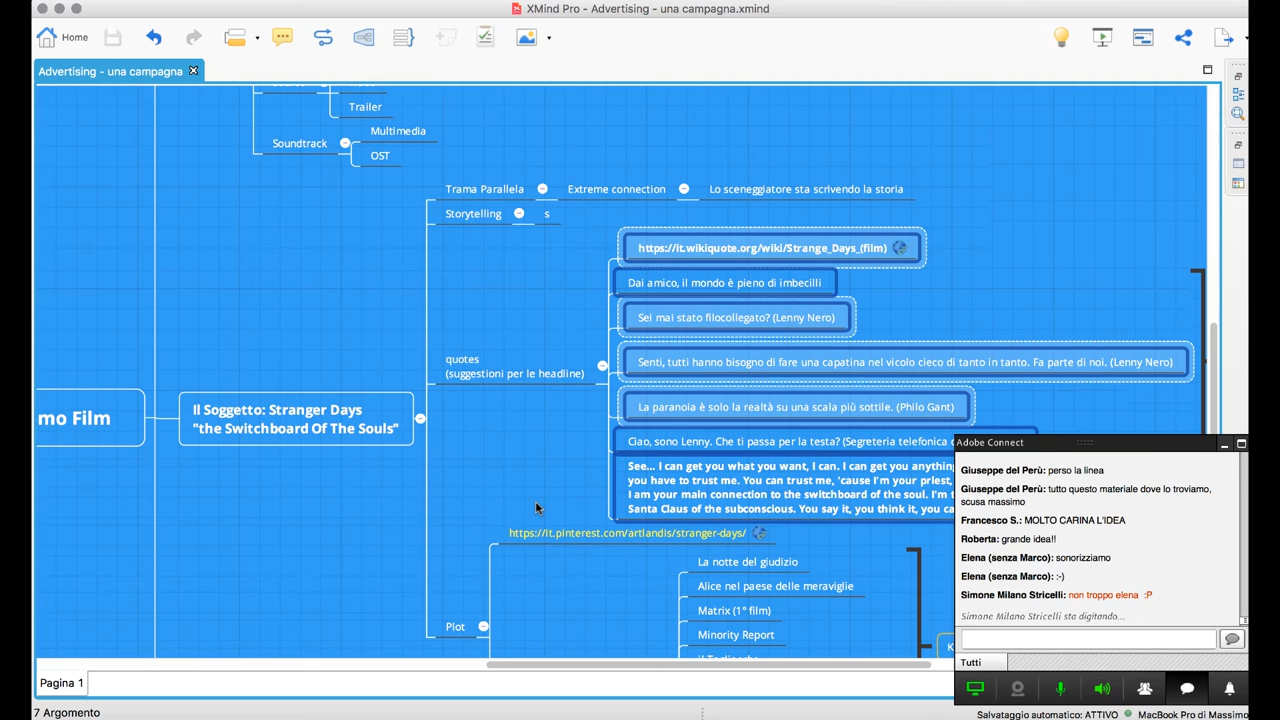 XMind Pro - Advertising - una campagna.xmind
Home
Advertising - una campagna
Trailer
Multimedia
Soundtrack
OST
Trama Parallela
Extreme connection
Lo sceneggiatore sta scrivendo la storia
Storytelling
s
https://it.wikiquote.org/wiki/Strange_Days_(film)
Dai amico, il mondo è pieno di imbecilli
Sei mai stato filocollegato? (Lenny Nero)
quotes
(suggestioni per le headline)
Senti, tutti hanno bisogno di fare una capatina nel vicolo cieco di tanto in tanto. Fa parte di noi. (Lenny Nero)
La paranoia è solo la realtà su una scala più sottile. (Philo Gant)
mo Film
Il Soggetto: Stranger Days
"the Switchboard Of The Souls"
Ciao, sono Lenny. Che ti passa per la testa? (Segreteria telefonica
See... I can get you what you want, I can. I can get you anything
you have to trust me. You can trust me, 'cause I'm your priest,
I am your main connection to the switchboard of the soul. I'm
Santa Claus of the subconscious. You say it, you think it, you
https://it.pinterest.com/artlandis/stranger-days/
La notte del giudizio
Alice nel paese delle meraviglie
Matrix (1° film)
Plot
Minority Report
K
Adobe Connect
Giuseppe del Perù: perso la linea
Giuseppe del Perù: tutto questo materiale dove lo troviamo,
scusa massimo
Francesco S.: MOLTO CARINA L'IDEA
Roberta: grande idea!!
Elena (senza Marco): sonorizziamo
Elena (senza Marco): :-)
Simone Milano Stricelli: non troppo elena :P
Simone Milano Stricelli sta digitando...
Tutti
Pagina 1
7 Argomento
Salvataggio automatico: ATTIVO
MacBook Pro di Massimo